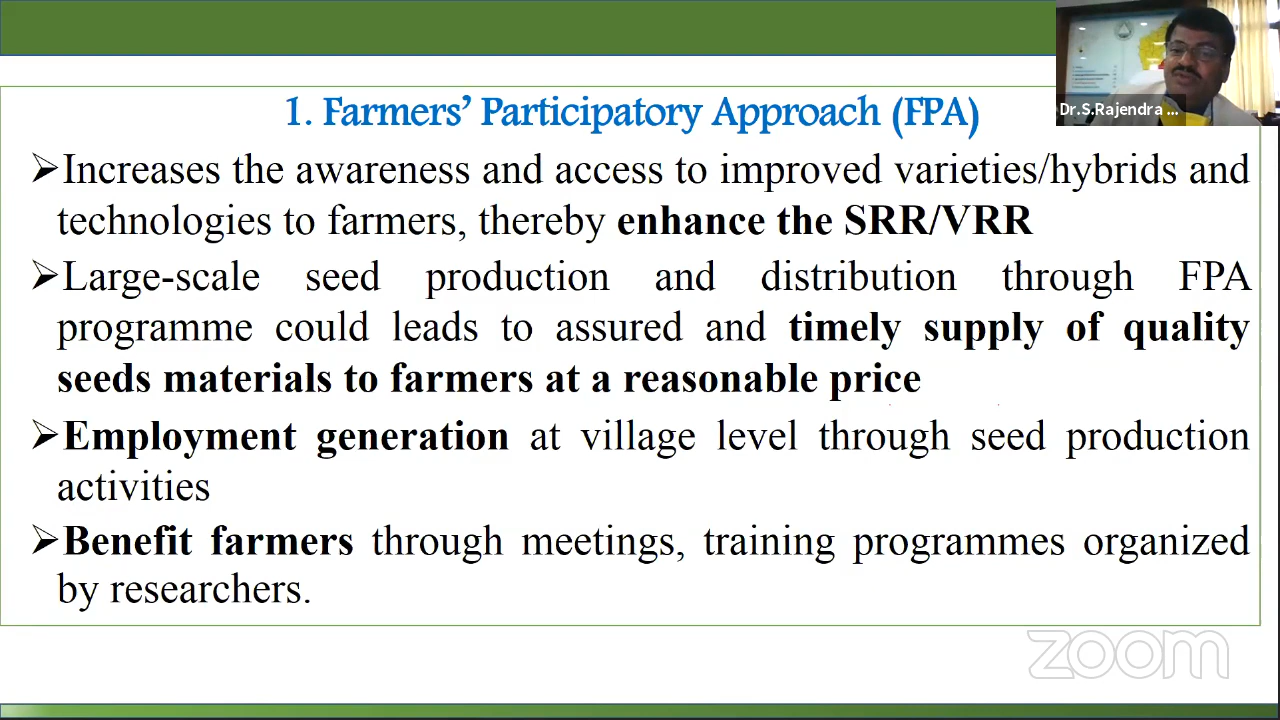 Dr.S.Rajendra ...
1. Farmers’ Participatory Approach (FPA)
➢Increases the awareness and access to improved varieties/hybrids and
technologies to farmers, thereby enhance the SRR/VRR
➢Large-scale seed production and distribution through FPA
programme could leads to assured and timely supply of quality
seeds materials to farmers at a reasonable price
➢Employment generation at village level through seed production
activities
➢Benefit farmers through meetings, training programmes organized
by researchers.
zoom